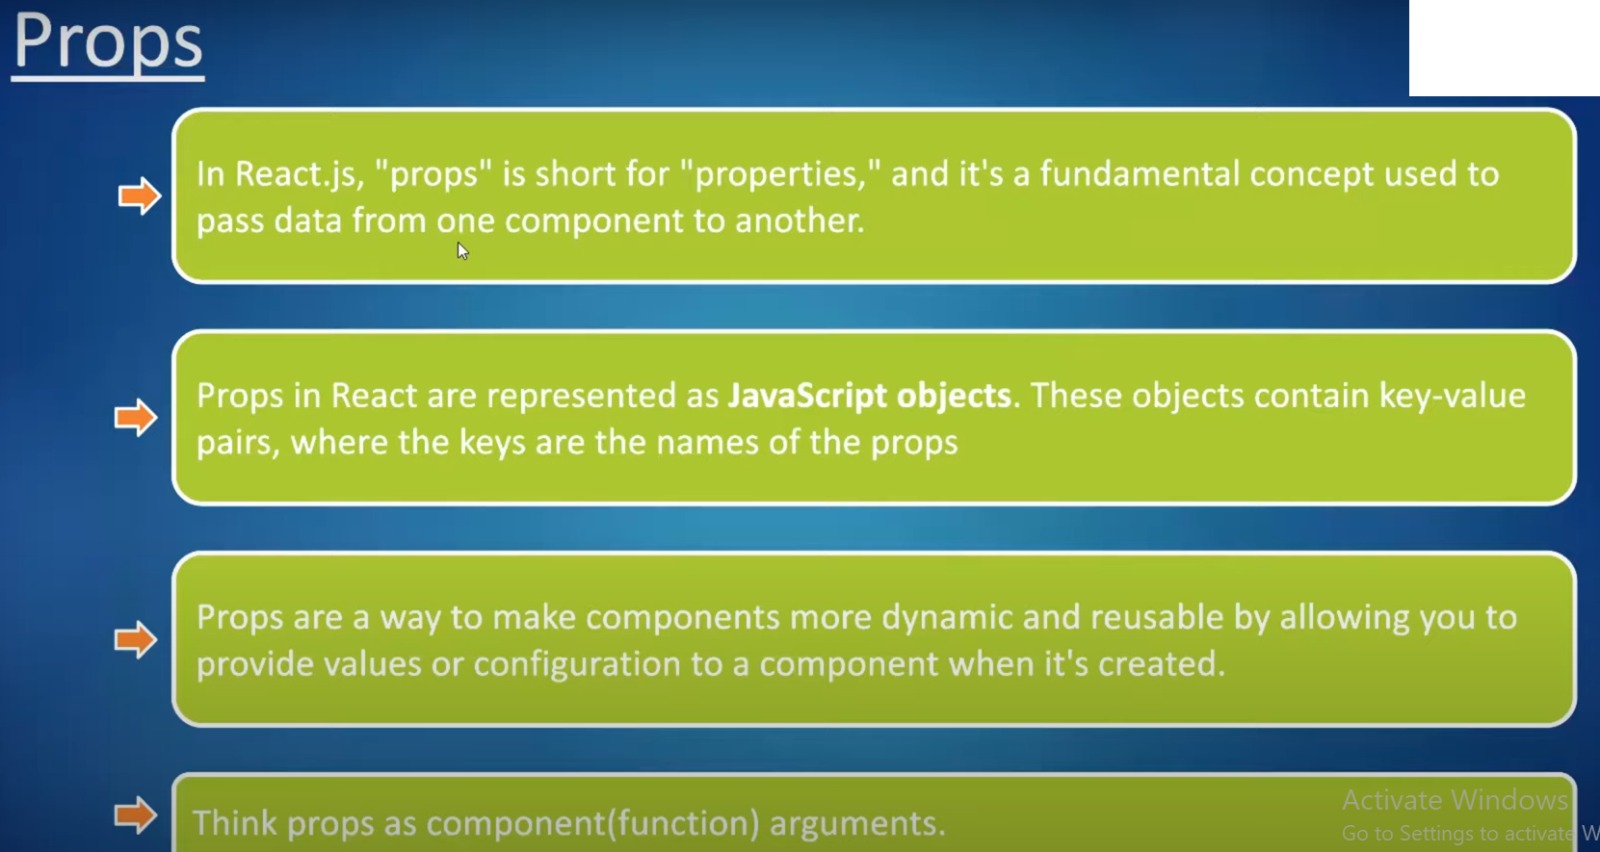 Props
In React.js, "props" is short for "properties," and it's a fundamental concept used to
pass data from one component to another.
Props in React are represented as JavaScript objects. These objects contain key-value
pairs, where the keys are the names of the props
Props are a way to make components more dynamic and reusable by allowing you to
provide values or configuration to a component when it's created.
Think props as component(function) arguments.
Activate Windows
Go to Settings to activate W